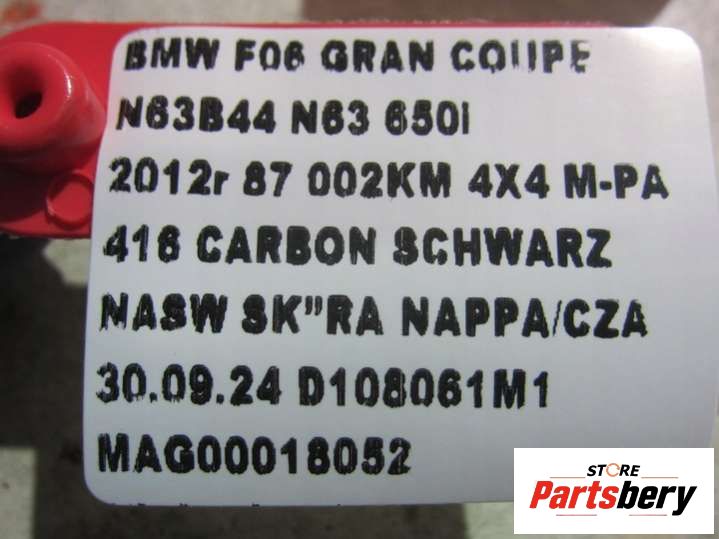 BMW F06 GRAN COUPE
N63B44 N63 650i
2012r 87 002KM 4X4 M-PA
416 CARBON SCHWARZ
NASW SK"RA NAPPA/CZA
30.09.24 D108061M1
MAG00018052
STORE
Partsbery